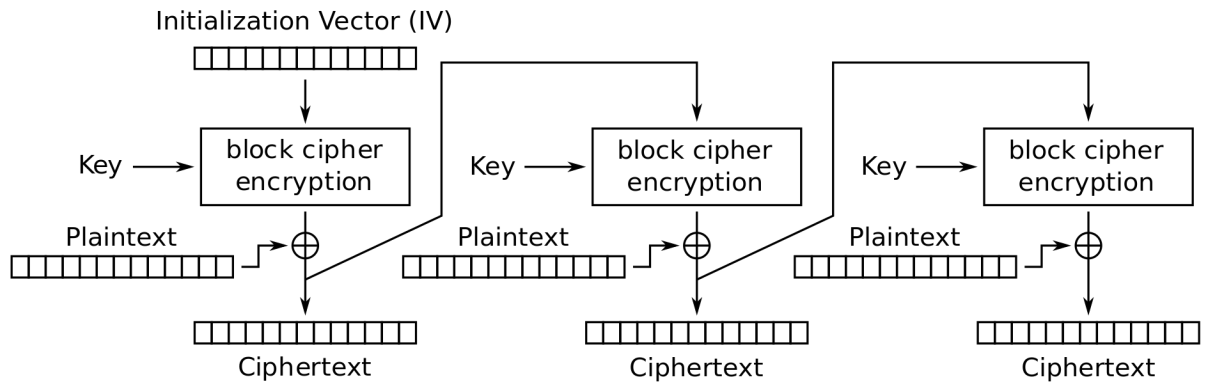 Initialization Vector (IV)
Key
block cipher
encryption
Key
block cipher
encryption
Key
block cipher
encryption
Plaintext
Plaintext
Plaintext
Ciphertext
Ciphertext
Ciphertext